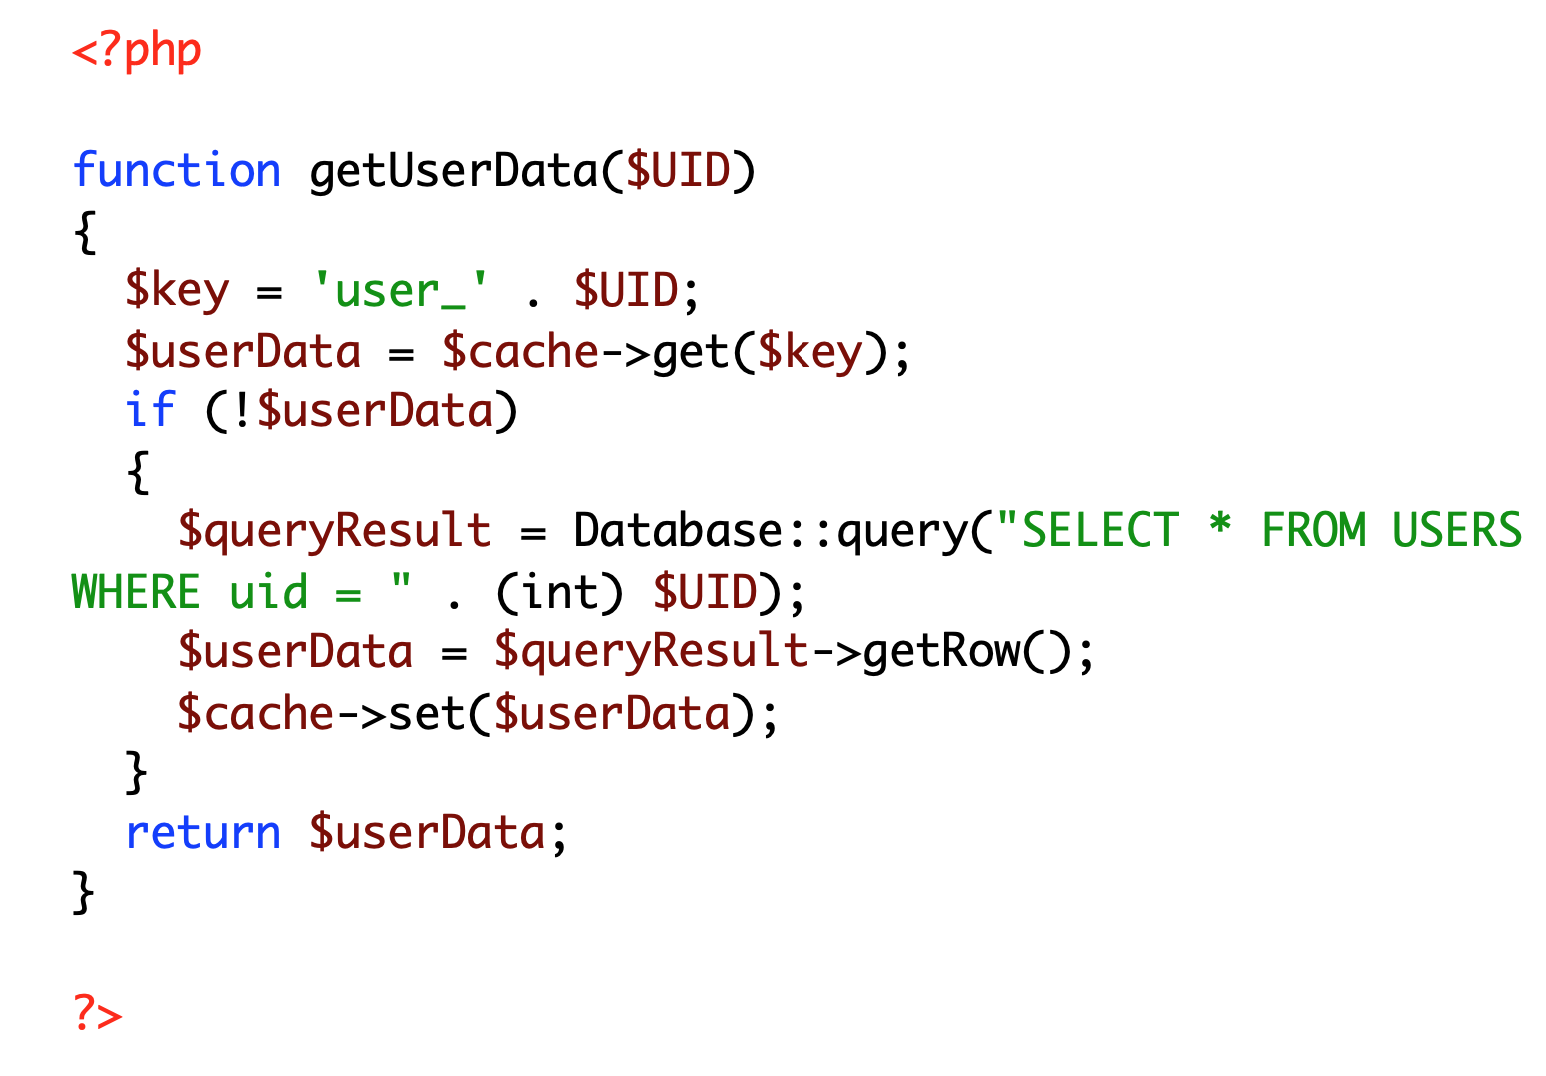 <?php
function getUserData($UID)
{
$key = 'user_' . $UID;
$userData = $cache->get($key);
if (!$userData)
{
$queryResult = Database::query("SELECT * FROM USERS
WHERE uid = " . (int) $UID);
$userData = $queryResult->getRow();
$cache->set($userData);
}
return $userData;
}
?>